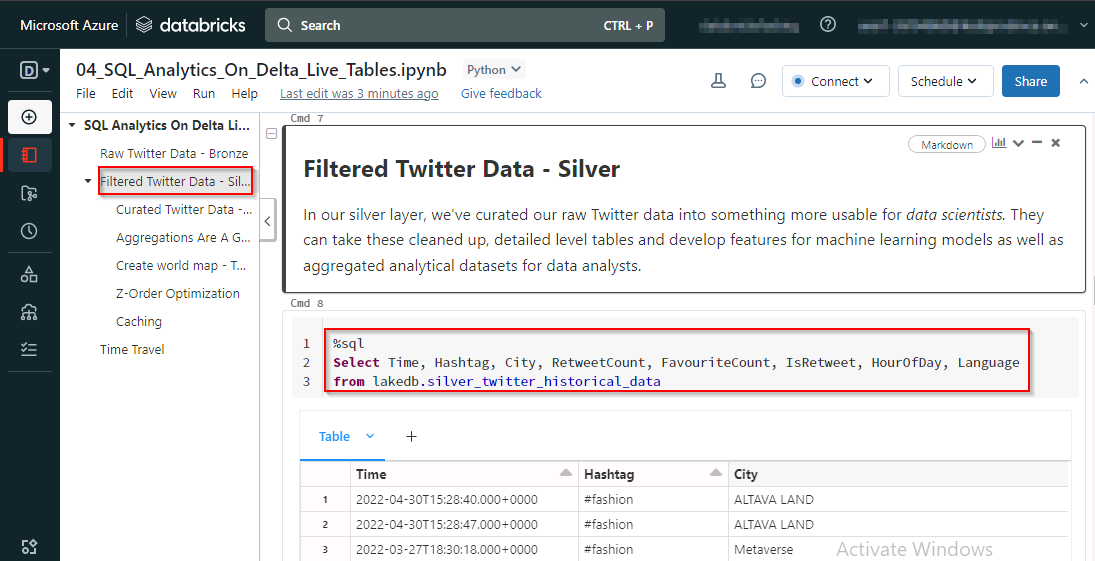 Microsoft Azure databricks Search CTRL + P
D 04_SQL_Analytics_On_Delta_Live_Tables.ipynb Python
File Edit View Run Help Last edit was 3 minutes ago Give feedback
Connect Schedule Share
SQL Analytics On Delta Li...
Raw Twitter Data - Bronze
Filtered Twitter Data - Sil...
Curated Twitter Data -...
Aggregations Are A G...
Create world map - T...
Z-Order Optimization
Caching
Time Travel
Cmd 7
Markdown
Filtered Twitter Data - Silver
In our silver layer, we've curated our raw Twitter data into something more usable for data scientists. They
can take these cleaned up, detailed level tables and develop features for machine learning models as well as
aggregated analytical datasets for data analysts.
Cmd 8
1 %sql
2 Select Time, Hashtag, City, RetweetCount, FavouriteCount, IsRetweet, HourOfDay, Language
3 from lakedb.silver_twitter_historical_data
Table +
Time Hashtag City
1 2022-04-30T15:28:40.000+0000 #fashion ALTAVA LAND
2 2022-04-30T15:28:47.000+0000 #fashion ALTAVA LAND
3 2022-03-27T18:30:18.000+0000 #fashion Metaverse
Activate Windows